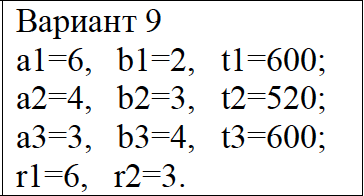 Вариант 9
a1=6, b1=2, t1=600;
a2=4, b2=3, t2=520;
a3=3, b3=4, t3=600;
r1=6, r2=3.